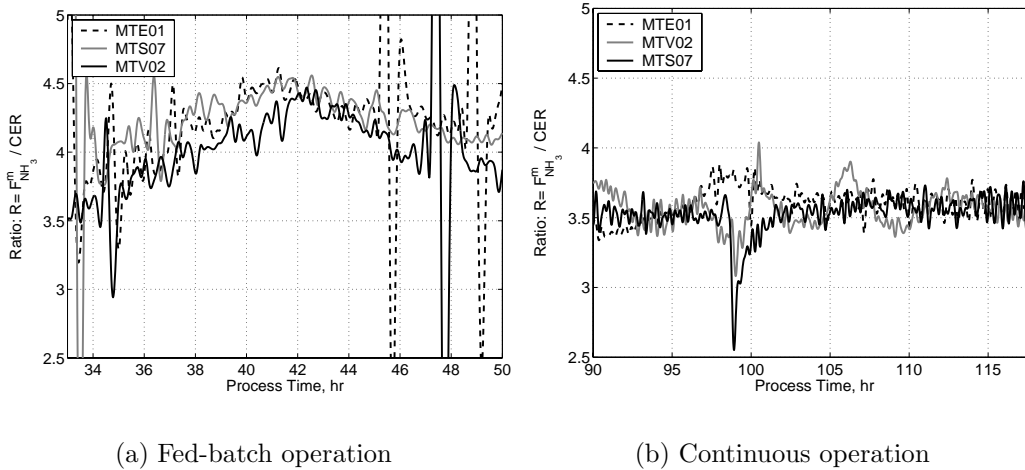 5
4.5
4
3.5
3
2.5
Ratio: R= F^m_NH3 / CER
MTE01
MTS07
MTV02
34 36 38 40 42 44 46 48 50
Process Time, hr
(a) Fed-batch operation
5
4.5
4
3.5
3
2.5
Ratio: R= F^m_NH3 / CER
MTE01
MTV02
MTS07
90 95 100 105 110 115
Process Time, hr
(b) Continuous operation